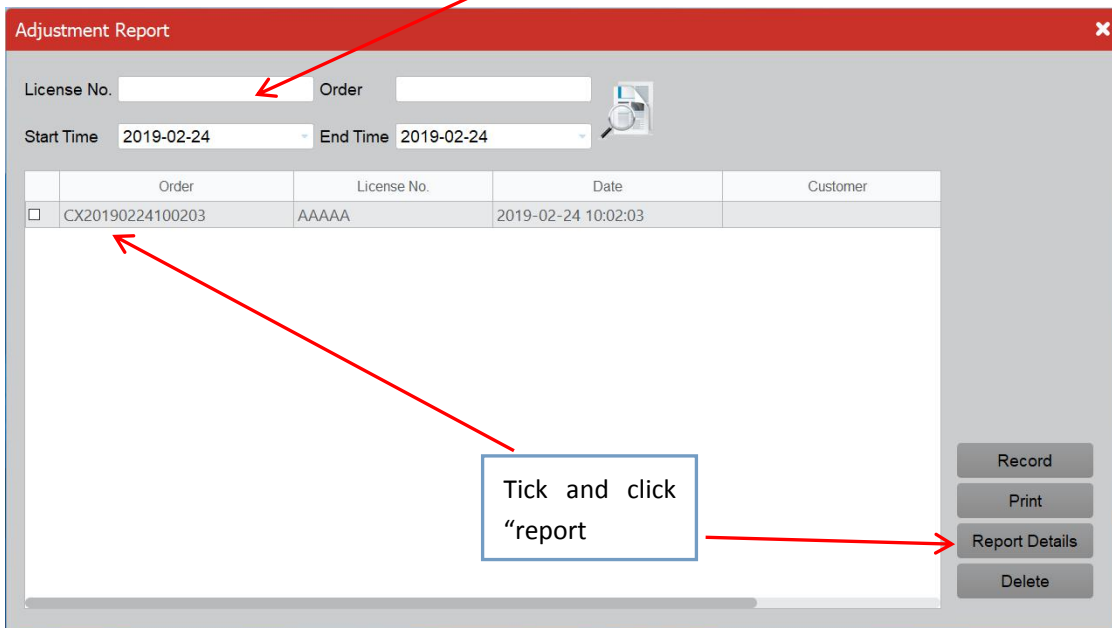 Adjustment Report
License No. Order
Start Time 2019-02-24 End Time 2019-02-24
Order License No. Date Customer
CX20190224100203 AAAAA 2019-02-24 10:02:03
Tick and click
“report
Record
Print
Report Details
Delete